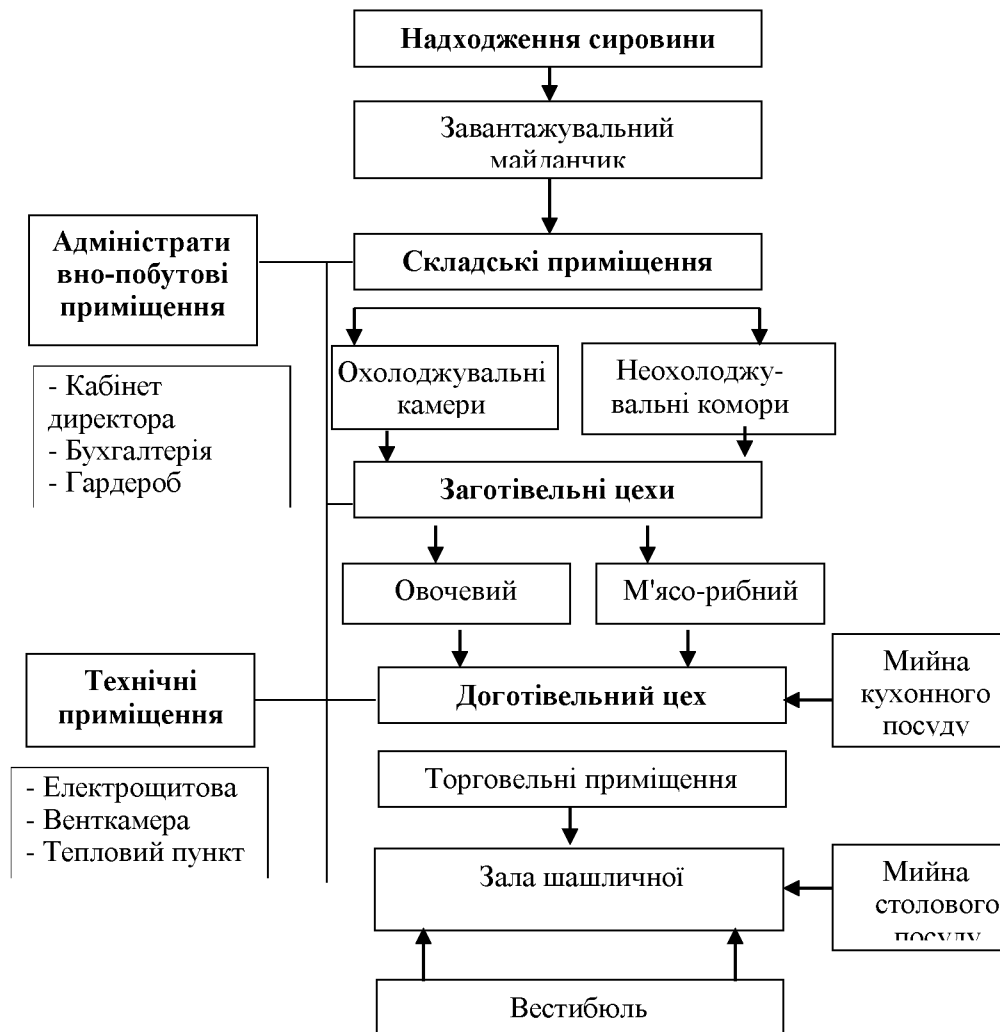 Надходження сировини
Завантажувальний
майданчик
Адміністрати
вно-побутові
приміщення
Складські приміщення
Охолоджувальні
камери
Неохолоджу-
вальні комори
- Кабінет
директора
- Бухгалтерія
- Гардероб
Заготівельні цехи
Овочевий
М'ясо-рибний
Технічні
приміщення
Доготівельний цех
Мийна
кухонного
посуду
- Електрощитова
- Венткамера
- Тепловий пункт
Торговельні приміщення
Зала шашличної
Мийна
столового
посуду
Вестибюль